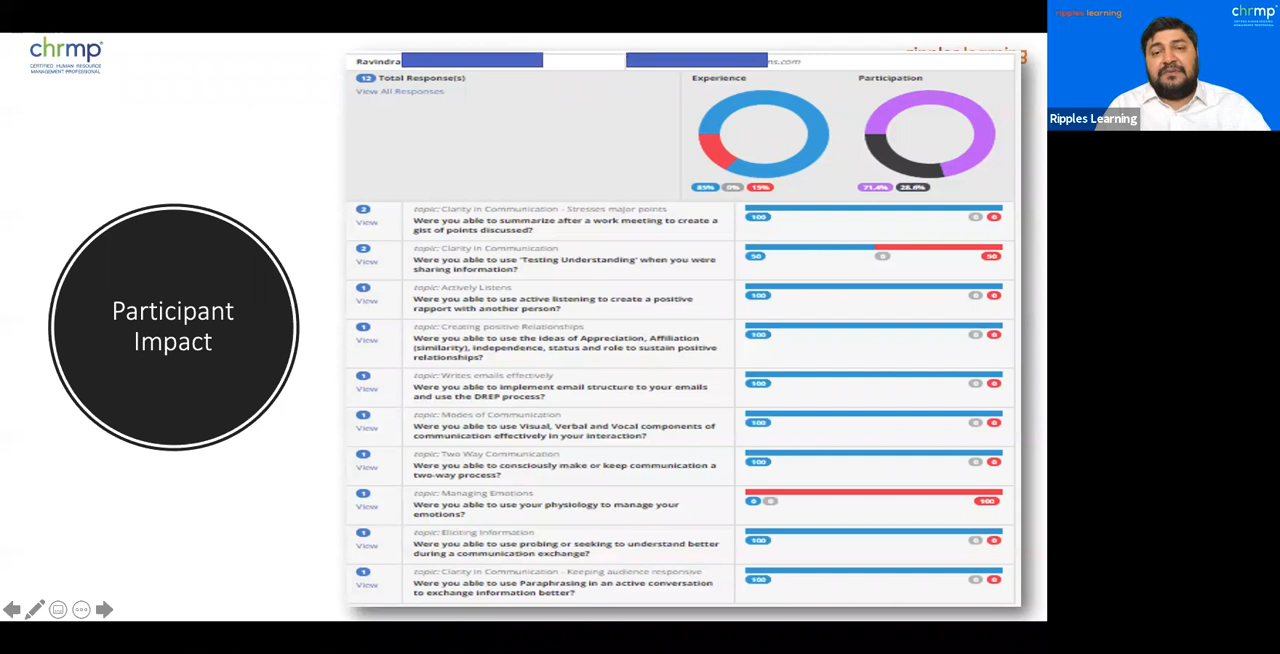 chrmp
CERTIFIED HUMAN RESOURCE
MANAGEMENT PROFESSIONAL
ripples learning
chrmp
Ripples Learning
Participant
Impact
Ravindra
ns.com
12 Total Response(s)
View All Responses
Experience
Participation
85% 0% 15%
71.4% 28.6%
2
View
topic: Clarity in Communication - Stresses major points
Were you able to summarize after a work meeting to create a
gist of points discussed?
100 0 0
2
View
topic: Clarity in Communication
Were you able to use 'Testing Understanding' when you were
sharing information?
50 0 50
1
View
topic: Actively Listens
Were you able to use active listening to create a positive
rapport with another person?
100 0 0
1
View
topic: Creating positive Relationships
Were you able to use the ideas of Appreciation, Affiliation
(similarity), independence, status and role to sustain positive
relationships?
100 0 0
1
View
topic: Writes emails effectively
Were you able to implement email structure to your emails
and use the DREP process?
100 0 0
1
View
topic: Modes of Communication
Were you able to use Visual, Verbal and Vocal components of
communication effectively in your interaction?
100 0 0
1
View
topic: Two Way Communication
Were you able to consciously make or keep communication a
two-way process?
100 0 0
1
View
topic: Managing Emotions
Were you able to use your physiology to manage your
emotions?
0 0 100
1
View
topic: Eliciting Information
Were you able to use probing or seeking to understand better
during a communication exchange?
100 0 0
1
View
topic: Clarity in Communication - Keeping audience responsive
Were you able to use Paraphrasing in an active conversation
to exchange information better?
100 0 0